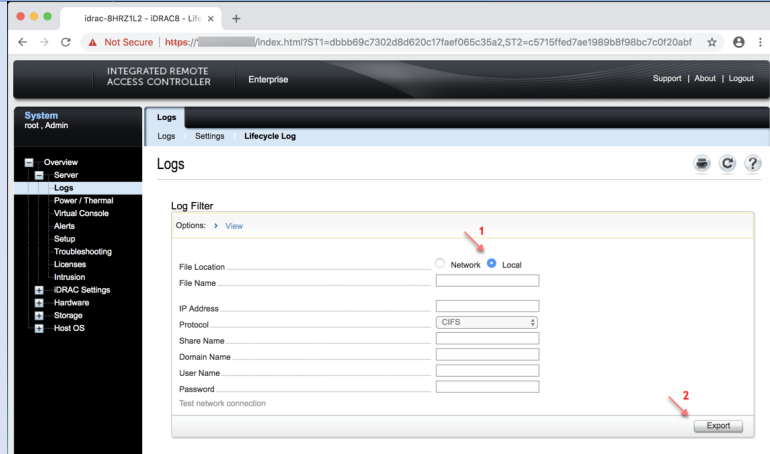 idrac-8HRZ1L2 - iDRAC8 - Life
Not Secure | https:// /index.html?ST1=dbbb69c7302d8d620c17faef065c35a2,ST2=c5715ffed7ae1989b8f98bc7c0f20abf
INTEGRATED REMOTE
ACCESS CONTROLLER
Enterprise
Support | About | Logout
System
root , Admin
Overview
Server
Logs
Power / Thermal
Virtual Console
Alerts
Setup
Troubleshooting
Licenses
Intrusion
iDRAC Settings
Hardware
Storage
Host OS
Logs
Logs Settings Lifecycle Log
Logs
Log Filter
Options: > View
1
File Location Network Local
File Name
IP Address
Protocol CIFS
Share Name
Domain Name
User Name
Password
Test network connection
2
Export